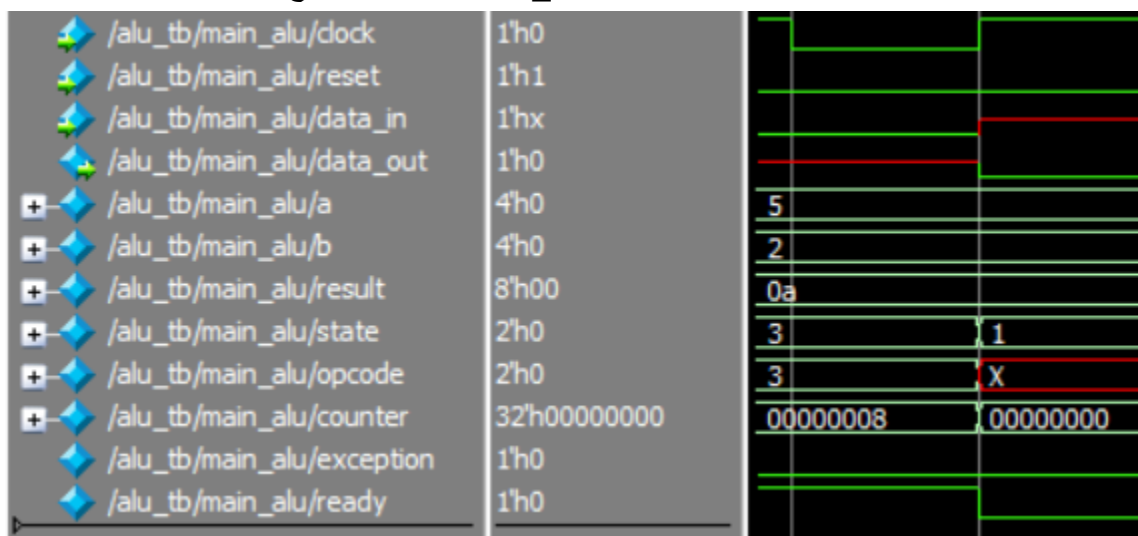 /alu_tb/main_alu/clock 1'h0
/alu_tb/main_alu/reset 1'h1
/alu_tb/main_alu/data_in 1'hx
/alu_tb/main_alu/data_out 1'h0
/alu_tb/main_alu/a 4'h0 5
/alu_tb/main_alu/b 4'h0 2
/alu_tb/main_alu/result 8'h00 0a
/alu_tb/main_alu/state 2'h0 3 1
/alu_tb/main_alu/opcode 2'h0 3 X
/alu_tb/main_alu/counter 32'h00000000 00000008 00000000
/alu_tb/main_alu/exception 1'h0
/alu_tb/main_alu/ready 1'h0